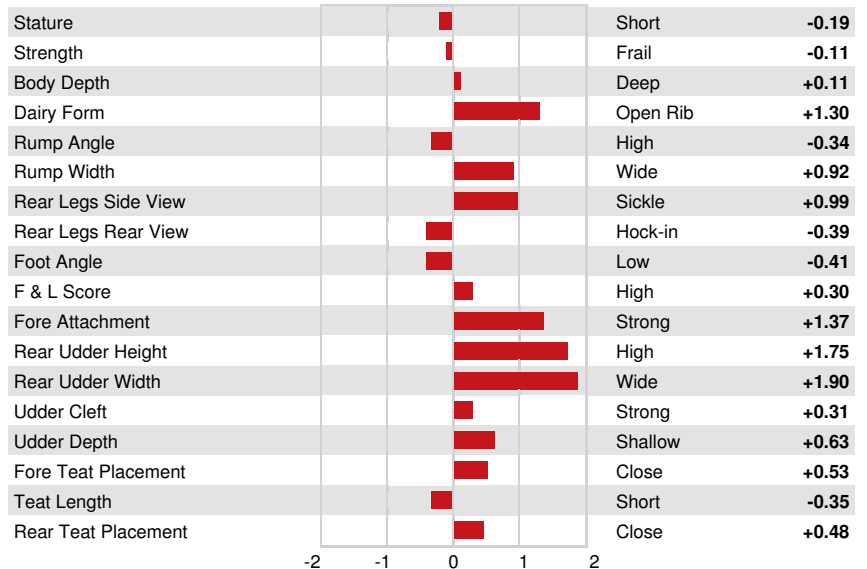 Stature Short -0.19
Strength Frail -0.11
Body Depth Deep +0.11
Dairy Form Open Rib +1.30
Rump Angle High -0.34
Rump Width Wide +0.92
Rear Legs Side View Sickle +0.99
Rear Legs Rear View Hock-in -0.39
Foot Angle Low -0.41
F & L Score High +0.30
Fore Attachment Strong +1.37
Rear Udder Height High +1.75
Rear Udder Width Wide +1.90
Udder Cleft Strong +0.31
Udder Depth Shallow +0.63
Fore Teat Placement Close +0.53
Teat Length Short -0.35
Rear Teat Placement Close +0.48
-2 -1 0 1 2